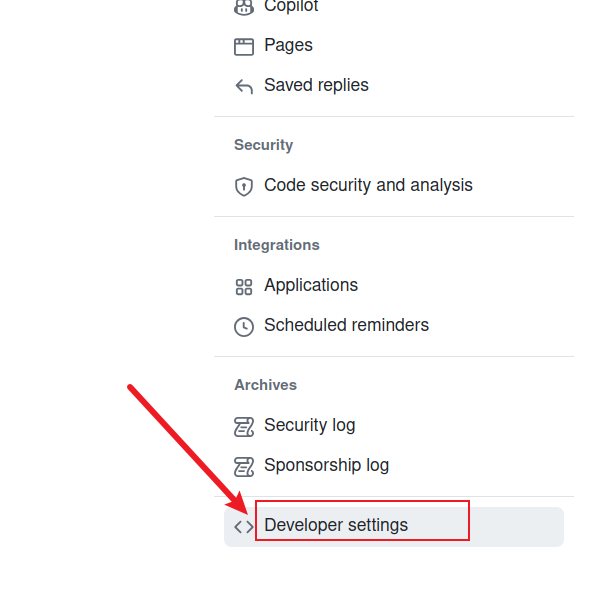 Copilot
Pages
Saved replies
Security
Code security and analysis
Integrations
Applications
Scheduled reminders
Archives
Security log
Sponsorship log
Developer settings